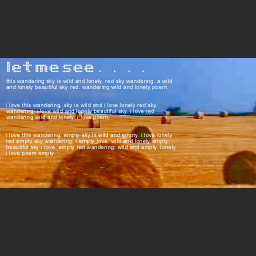 letmesee. . . .
this wandering sky is wild and lonely. red sky wandering. a wild
and lonely beautiful sky red. wandering wild and lonely poem.
i love this wandering. sky is wild and i love lonely red sky.
wandering. i love wild and lonely beautiful sky. i love red
wandering wild and lonely. i love poem.
i love this wandering. empty sky is wild and empty. i love lonely
red empty sky wandering. i empty love. wild and lonely empty
beautiful sky i love. empty red wandering. wild and empty. lonely
i love poem empty.